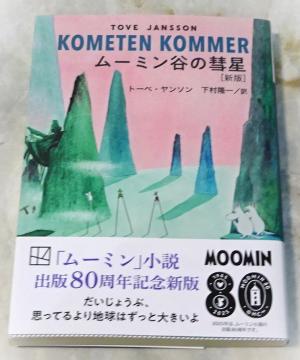 TOVE JANSSON
KOMETEN KOMMER
ムーミン谷の彗星
[新版]
トーベ・ヤンソン 下村隆一/訳
「ムーミン」小説
出版80周年記念新版
だいじょうぶ、
思ってるより地球はずっと大きいよ
MOOMIN
80